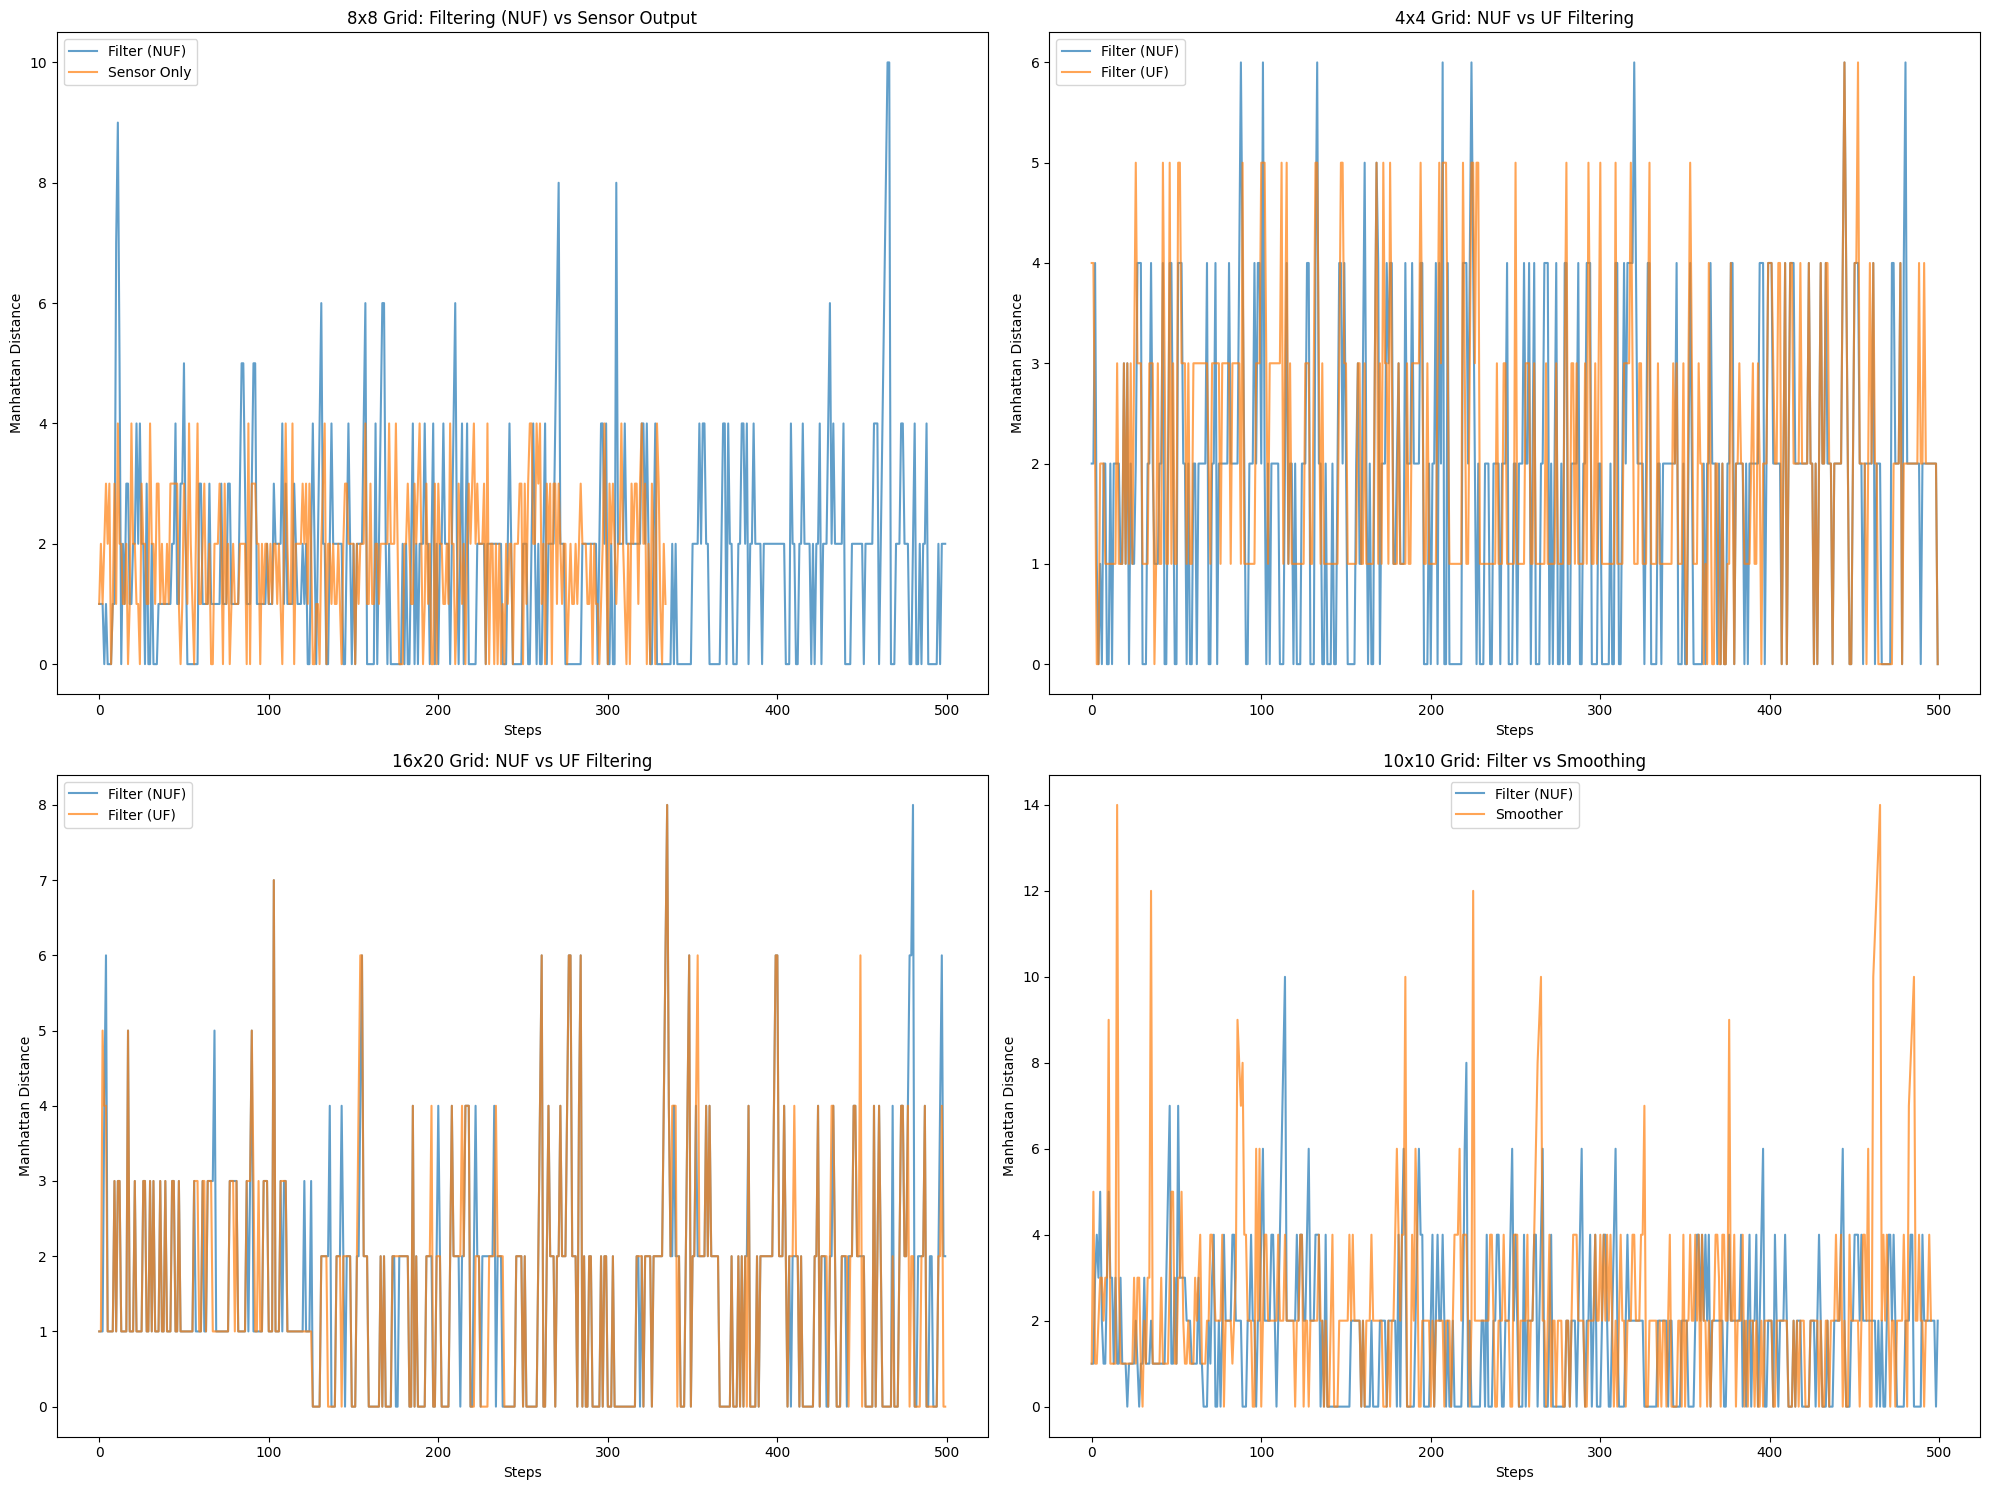 8x8 Grid: Filtering (NUF) vs Sensor Output
Filter (NUF)
Sensor Only
Manhattan Distance
10
8
6
4
2
0
0 100 200 300 400 500
Steps
4x4 Grid: NUF vs UF Filtering
Filter (NUF)
Filter (UF)
Manhattan Distance
6
5
4
3
2
1
0
0 100 200 300 400 500
Steps
16x20 Grid: NUF vs UF Filtering
Filter (NUF)
Filter (UF)
Manhattan Distance
8
7
6
5
4
3
2
1
0
0 100 200 300 400 500
Steps
10x10 Grid: Filter vs Smoothing
Filter (NUF)
Smoother
Manhattan Distance
14
12
10
8
6
4
2
0
0 100 200 300 400 500
Steps